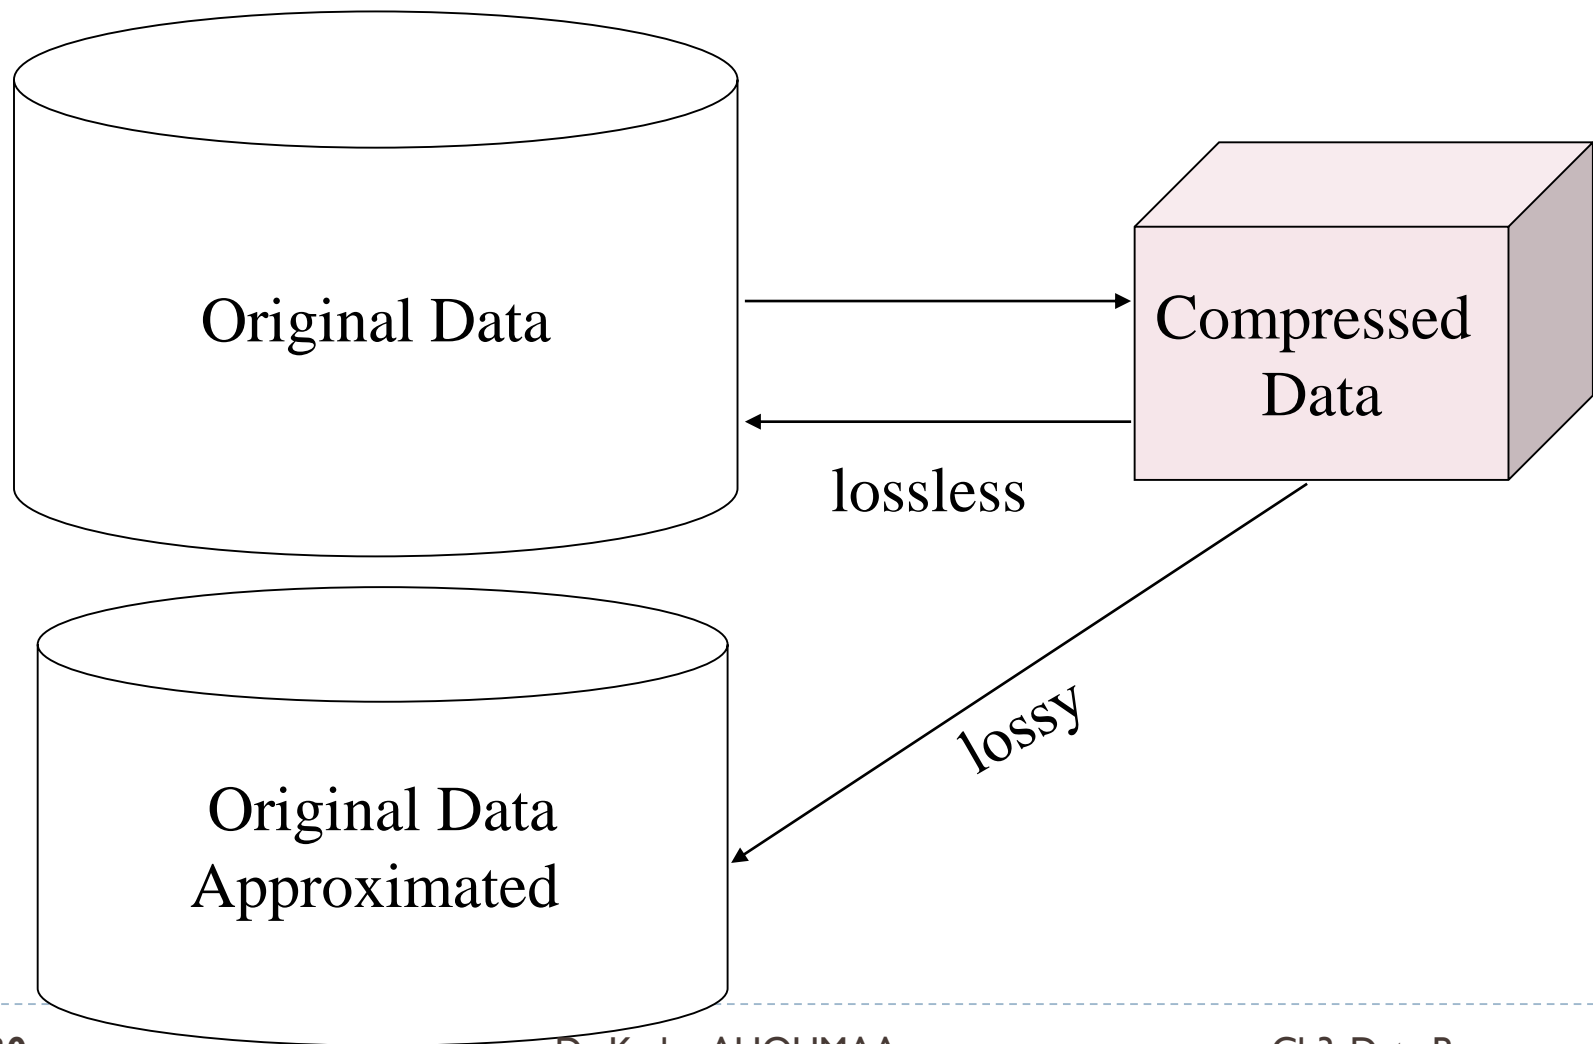 Original Data
Compressed
Data
lossless
lossy
Original Data
Approximated